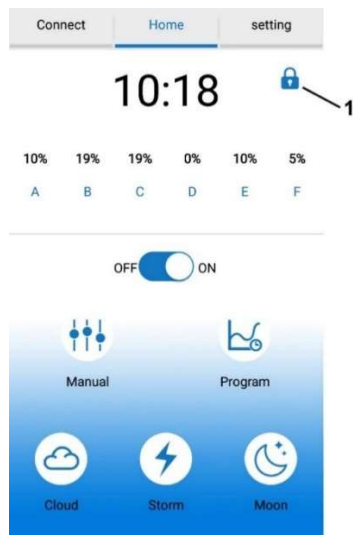 Connect Home setting
10:18
1
10% 19% 19% 0% 10% 5%
A B C D E F
OFF ON
Manual Program
Cloud Storm Moon